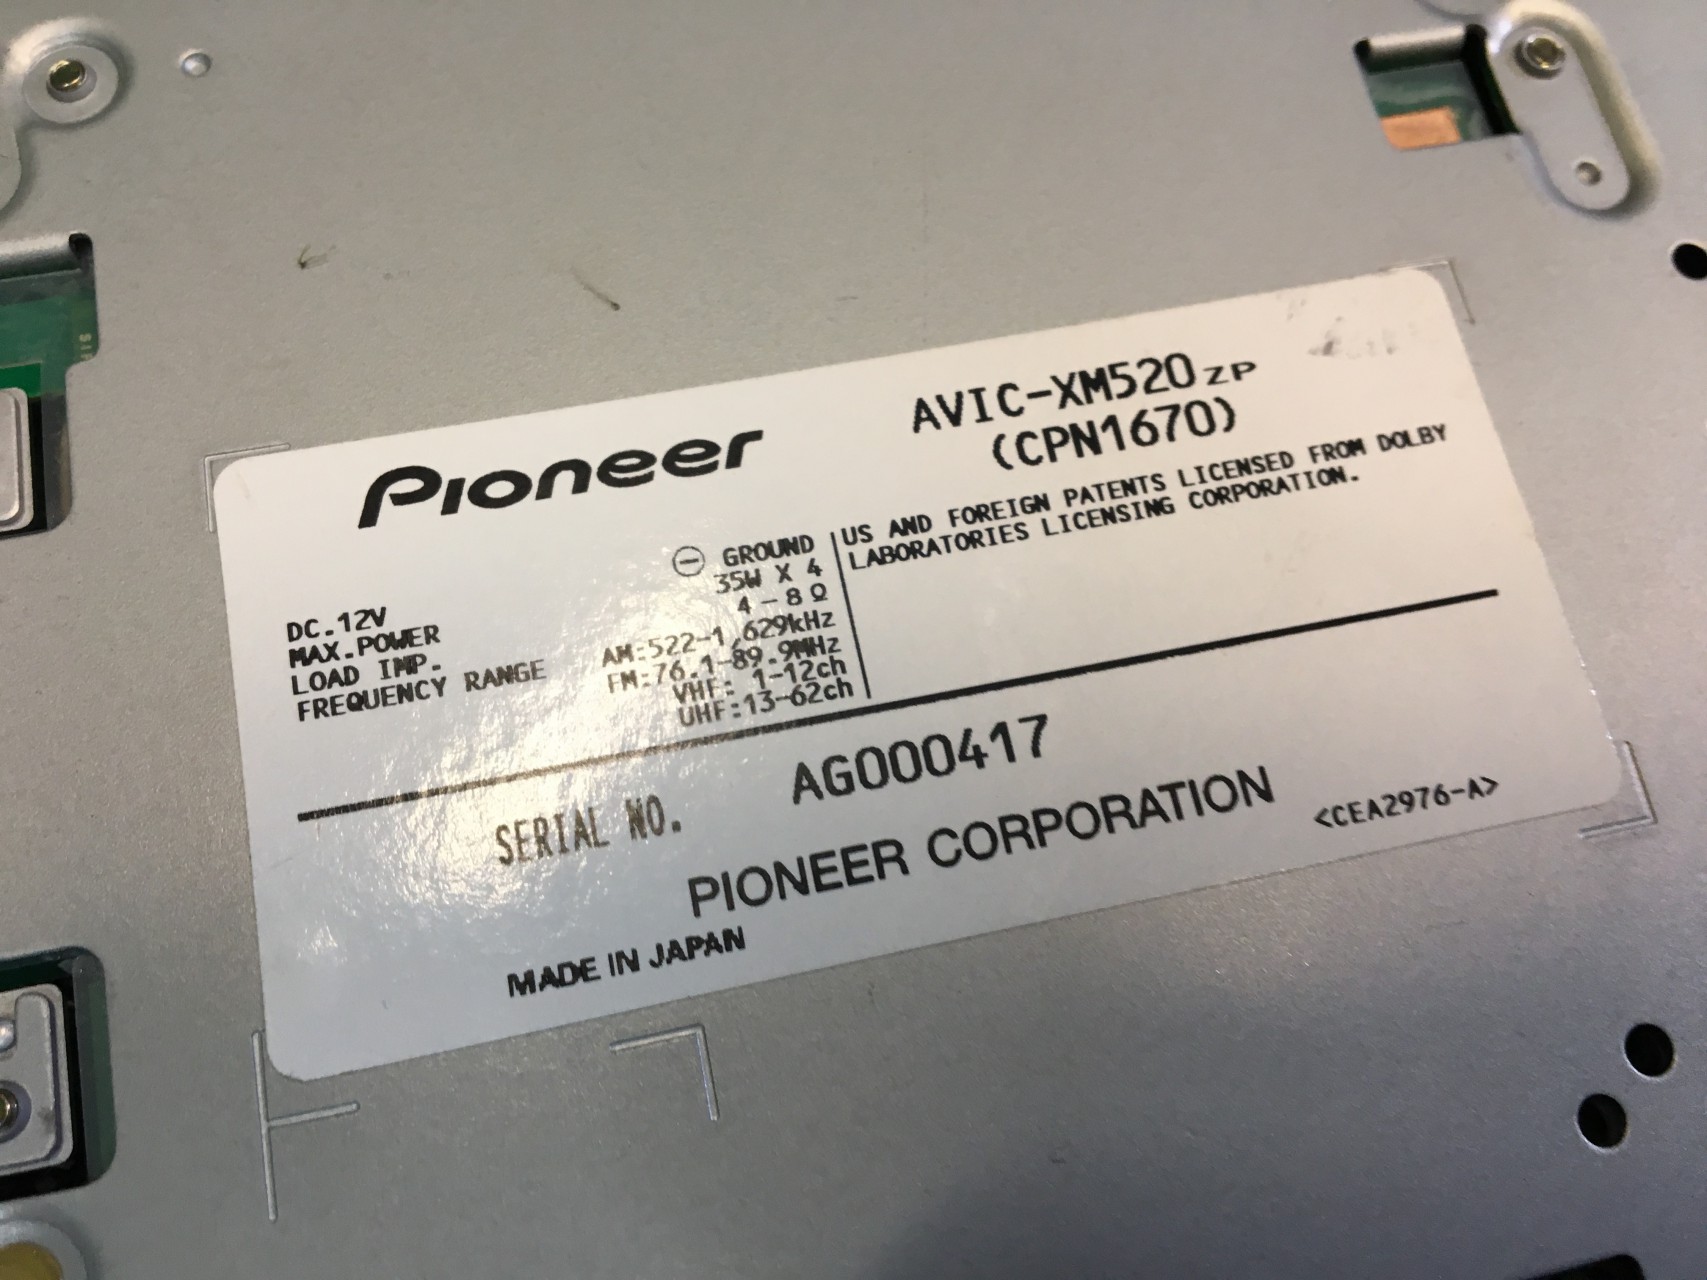 Pioneer
AVIC-XM520 ZP
(CPN1670)
DC.12V ⊖ GROUND
MAX.POWER 35W X 4
LOAD IMP. 4-8Ω
FREQUENCY RANGE AM:522-1,629kHz
FM:76.1-89.9MHz
VHF: 1-12ch
UHF:13-62ch
US AND FOREIGN PATENTS LICENSED FROM DOLBY
LABORATORIES LICENSING CORPORATION.
SERIAL NO. AG000417
PIONEER CORPORATION
<CEA2976-A>
MADE IN JAPAN